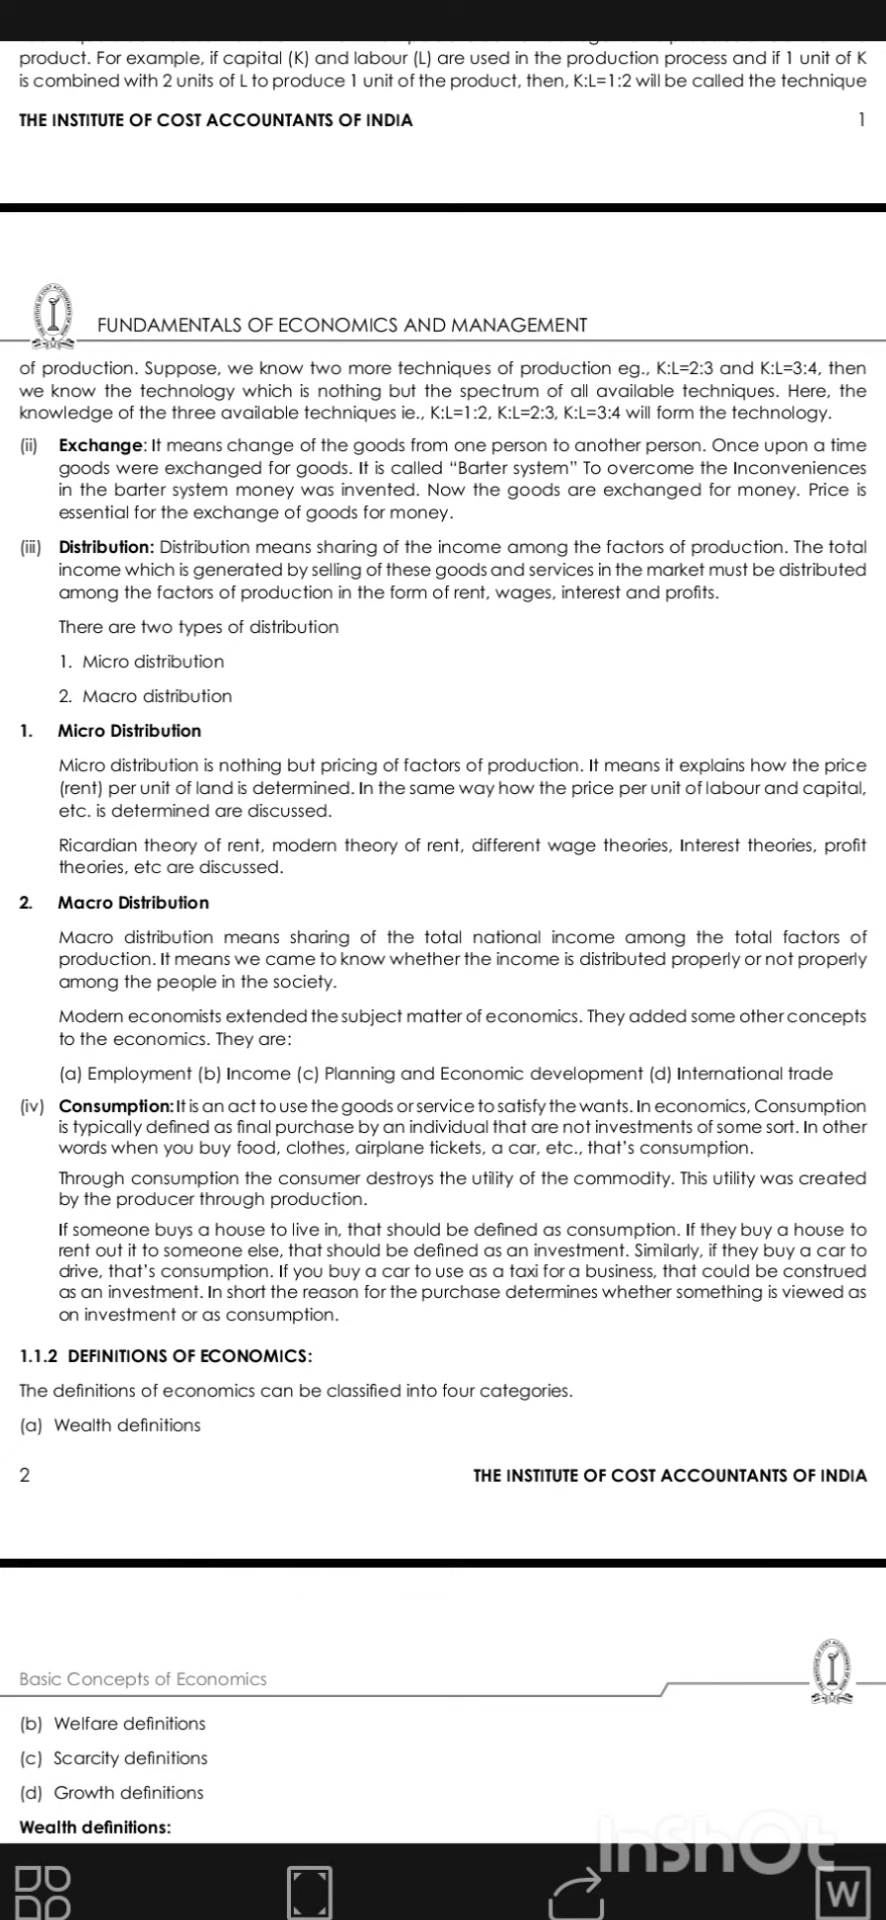 product. For example, if capital (K) and labour (L) are used in the production process and if 1 unit of K
is combined with 2 units of L to produce 1 unit of the product, then, K:L=1:2 will be called the technique
THE INSTITUTE OF COST ACCOUNTANTS OF INDIA 1
FUNDAMENTALS OF ECONOMICS AND MANAGEMENT
of production. Suppose, we know two more techniques of production eg., K:L=2:3 and K:L=3:4, then
we know the technology which is nothing but the spectrum of all available techniques. Here, the
knowledge of the three available techniques ie., K:L=1:2, K:L=2:3, K:L=3:4 will form the technology.
(ii) Exchange: It means change of the goods from one person to another person. Once upon a time
goods were exchanged for goods. It is called “Barter system” To overcome the Inconveniences
in the barter system money was invented. Now the goods are exchanged for money. Price is
essential for the exchange of goods for money.
(iii) Distribution: Distribution means sharing of the income among the factors of production. The total
income which is generated by selling of these goods and services in the market must be distributed
among the factors of production in the form of rent, wages, interest and profits.
There are two types of distribution
1. Micro distribution
2. Macro distribution
1. Micro Distribution
Micro distribution is nothing but pricing of factors of production. It means it explains how the price
(rent) per unit of land is determined. In the same way how the price per unit of labour and capital,
etc. is determined are discussed.
Ricardian theory of rent, modern theory of rent, different wage theories, Interest theories, profit
theories, etc are discussed.
2. Macro Distribution
Macro distribution means sharing of the total national income among the total factors of
production. It means we came to know whether the income is distributed properly or not properly
among the people in the society.
Modern economists extended the subject matter of economics. They added some other concepts
to the economics. They are:
(a) Employment (b) Income (c) Planning and Economic development (d) International trade
(iv) Consumption: It is an act to use the goods or service to satisfy the wants. In economics, Consumption
is typically defined as final purchase by an individual that are not investments of some sort. In other
words when you buy food, clothes, airplane tickets, a car, etc., that’s consumption.
Through consumption the consumer destroys the utility of the commodity. This utility was created
by the producer through production.
If someone buys a house to live in, that should be defined as consumption. If they buy a house to
rent out it to someone else, that should be defined as an investment. Similarly, if they buy a car to
drive, that’s consumption. If you buy a car to use as a taxi for a business, that could be construed
as an investment. In short the reason for the purchase determines whether something is viewed as
on investment or as consumption.
1.1.2 DEFINITIONS OF ECONOMICS:
The definitions of economics can be classified into four categories.
(a) Wealth definitions
2 THE INSTITUTE OF COST ACCOUNTANTS OF INDIA
Basic Concepts of Economics
(b) Welfare definitions
(c) Scarcity definitions
(d) Growth definitions
Wealth definitions:
InShOt
W